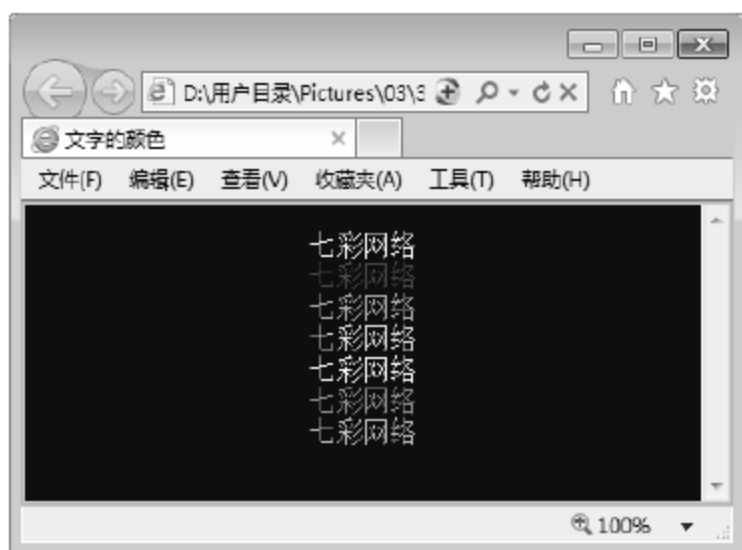 D:\用户目录\Pictures\03\3
文字的颜色
文件(F) 编辑(E) 查看(V) 收藏夹(A) 工具(T) 帮助(H)
七彩网络
七彩网络
七彩网络
七彩网络
七彩网络
七彩网络
七彩网络
100%